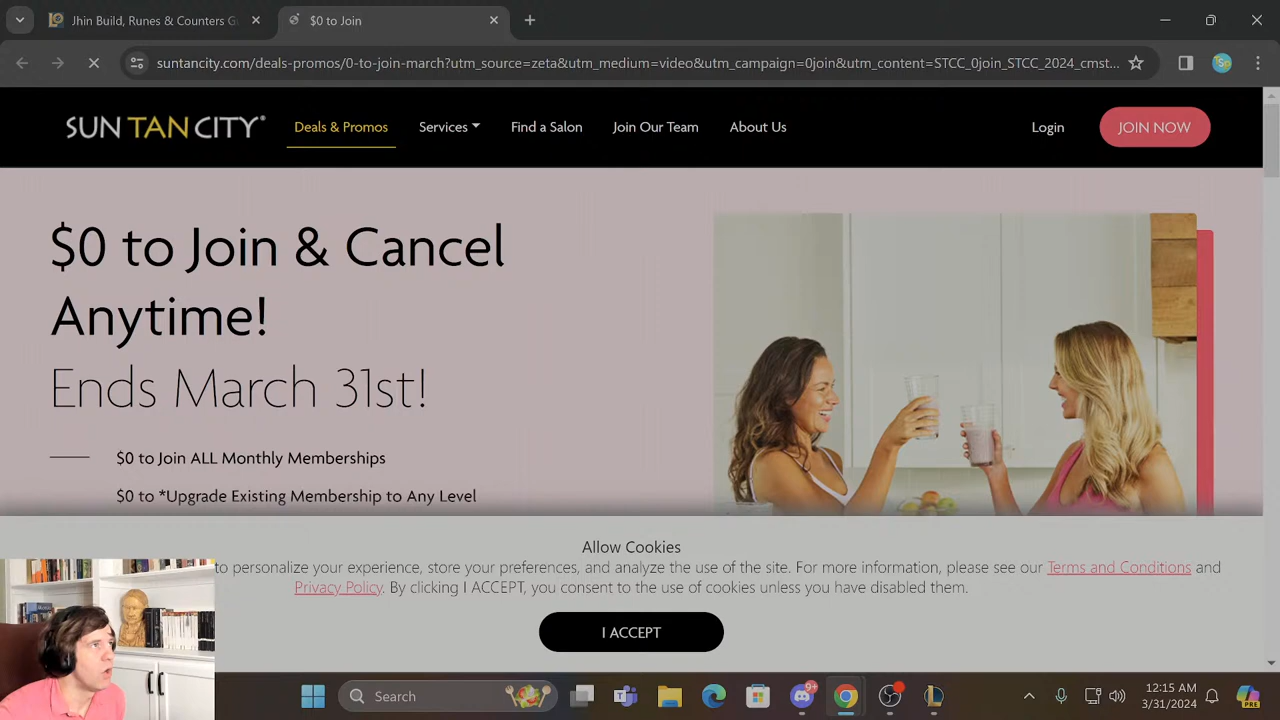 Jhin Build, Runes & Counters G
$0 to Join
suntancity.com/deals-promos/0-to-join-march?utm_source=zeta&utm_medium=video&utm_campaign=0join&utm_content=STCC_0join_STCC_2024_cmst...
SUN TAN CITY®
Deals & Promos
Services
Find a Salon
Join Our Team
About Us
Login
JOIN NOW
$0 to Join & Cancel
Anytime!
Ends March 31st!
$0 to Join ALL Monthly Memberships
$0 to *Upgrade Existing Membership to Any Level
Allow Cookies
to personalize your experience, store your preferences, and analyze the use of the site. For more information, please see our Terms and Conditions and
Privacy Policy. By clicking I ACCEPT, you consent to the use of cookies unless you have disabled them.
I ACCEPT
Search
9+
12:15 AM
3/31/2024
PRE